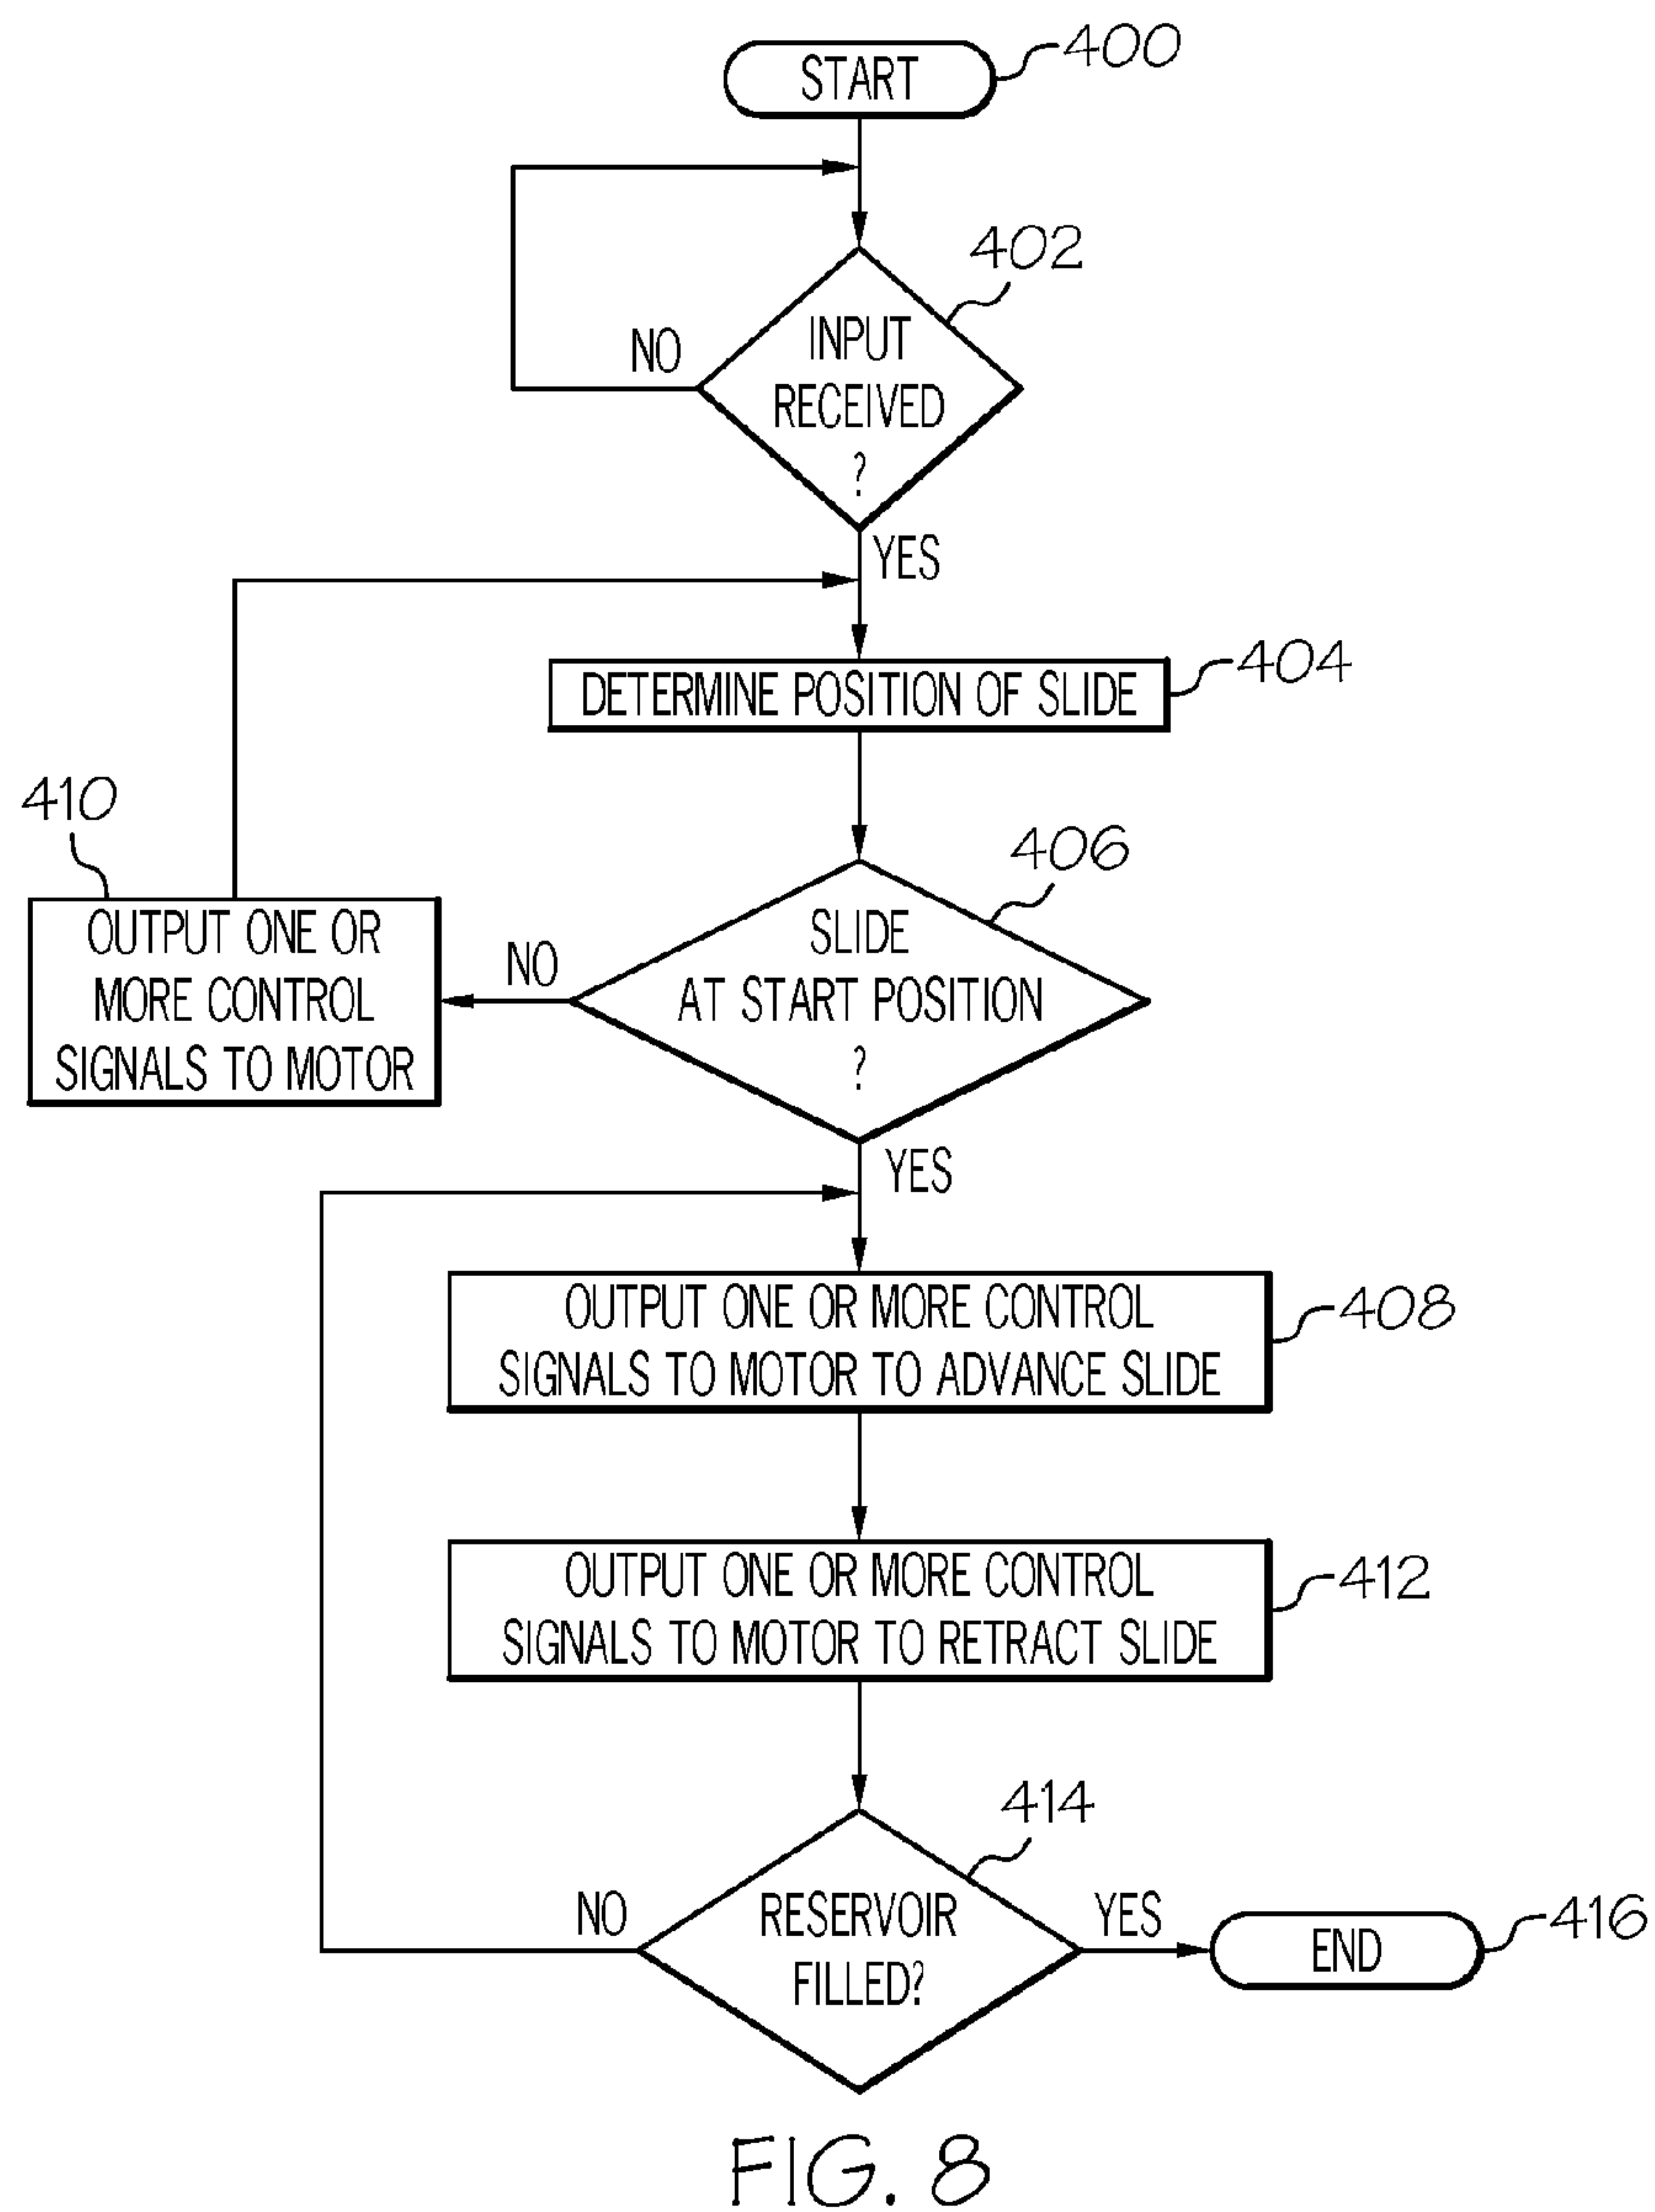 START
400
402
INPUT
RECEIVED
?
NO
YES
DETERMINE POSITION OF SLIDE
404
410
406
OUTPUT ONE OR
MORE CONTROL
SIGNALS TO MOTOR
NO
SLIDE
AT START POSITION
?
YES
OUTPUT ONE OR MORE CONTROL
SIGNALS TO MOTOR TO ADVANCE SLIDE
408
OUTPUT ONE OR MORE CONTROL
SIGNALS TO MOTOR TO RETRACT SLIDE
412
414
NO
RESERVOIR
FILLED?
YES
END
416
FIG. 8